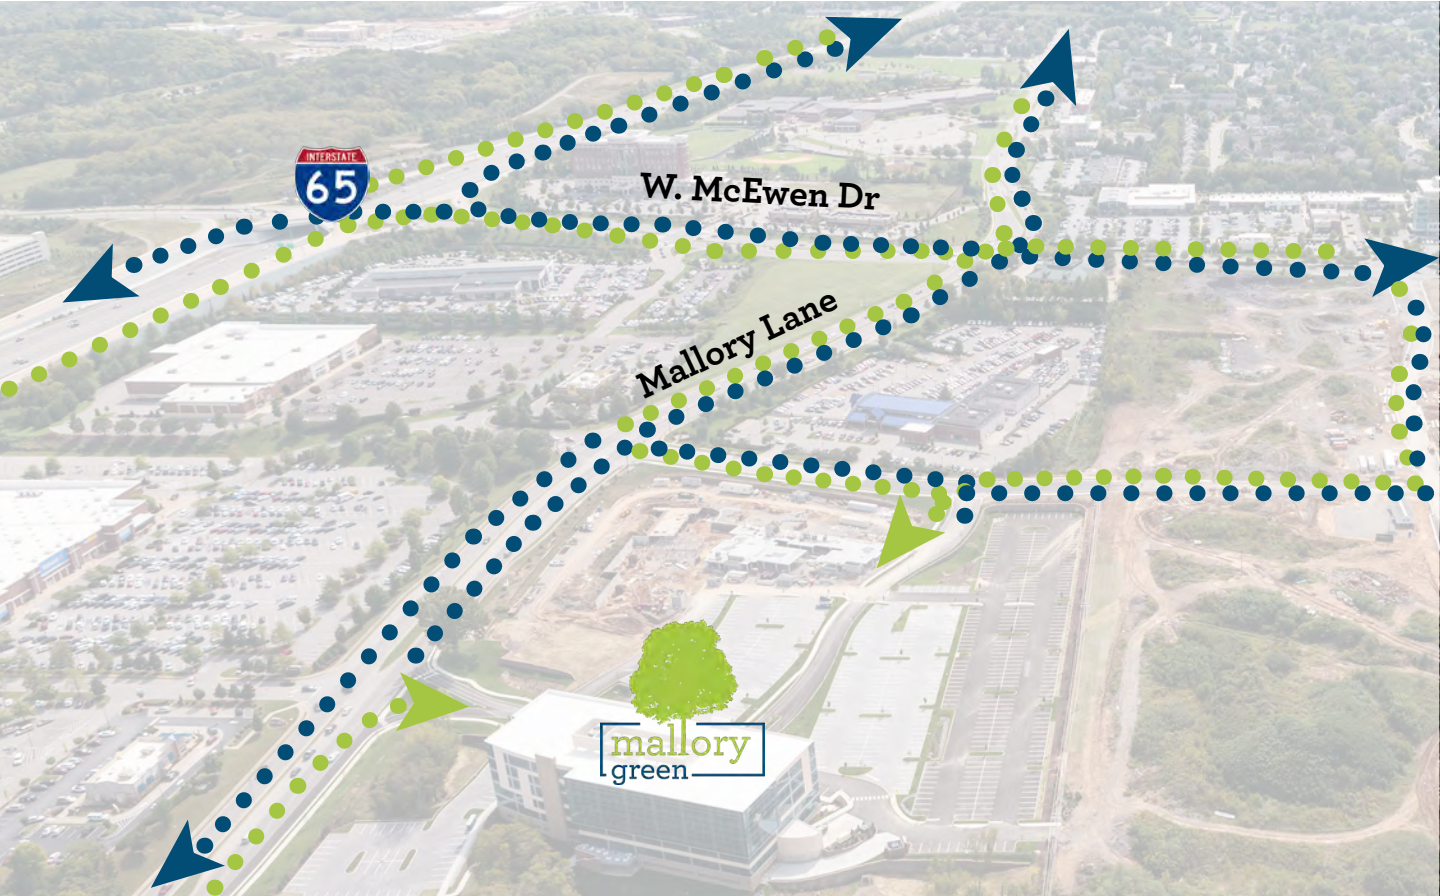 INTERSTATE
65
W. McEwen Dr
Mallory Lane
mallory
green